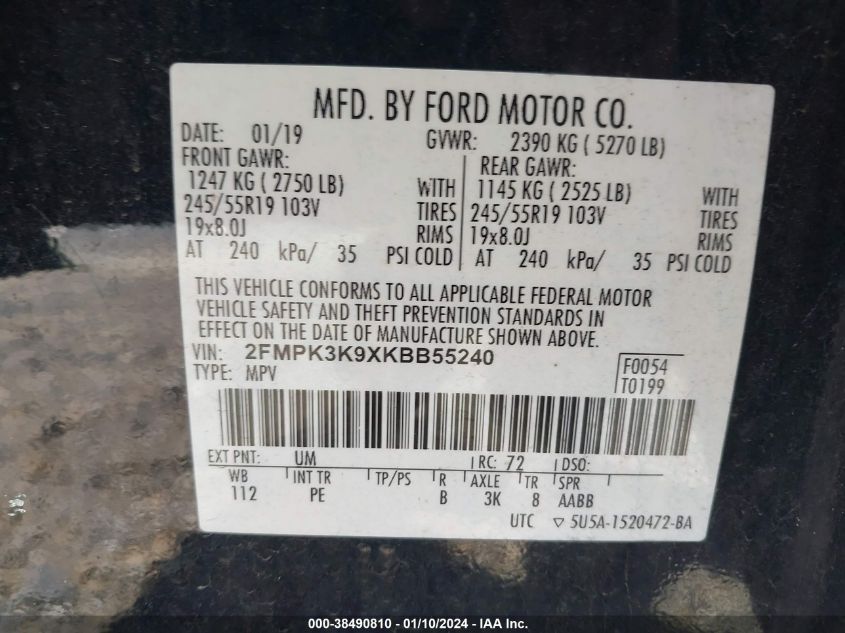 MFD. BY FORD MOTOR CO.
DATE: 01/19 GVWR: 2390 KG ( 5270 LB)
FRONT GAWR: REAR GAWR:
1247 KG ( 2750 LB) WITH 1145 KG ( 2525 LB) WITH
245/55R19 103V TIRES 245/55R19 103V TIRES
19x8.0J RIMS 19x8.0J RIMS
AT 240 kPa/ 35 PSI COLD AT 240 kPa/ 35 PSI COLD
THIS VEHICLE CONFORMS TO ALL APPLICABLE FEDERAL MOTOR
VEHICLE SAFETY AND THEFT PREVENTION STANDARDS IN
EFFECT ON THE DATE OF MANUFACTURE SHOWN ABOVE.
VIN: 2FMPK3K9XKBB55240 F0054
TYPE: MPV T0199
EXT PNT: UM RC: 72 DSO:
WB INT TR TP/PS R AXLE TR SPR
112 PE B 3K 8 AABB
UTC ▽ 5U5A-1520472-BA
000-38490810 - 01/10/2024 - IAA Inc.